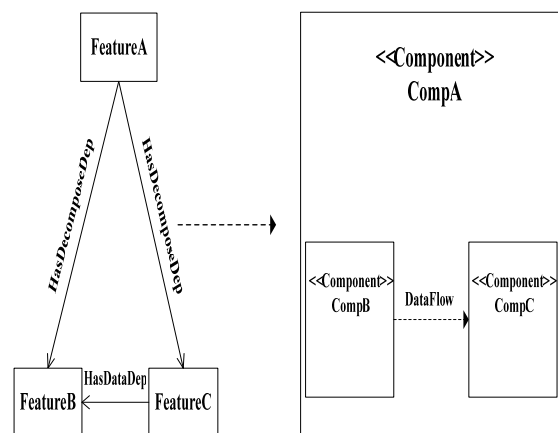 FeatureA
HasDecomposeDep
HasDecomposeDep
HasDataDep
FeatureB
FeatureC
<<Component>>
CompA
<<Component>>
CompB
DataFlow
<<Component>>
CompC